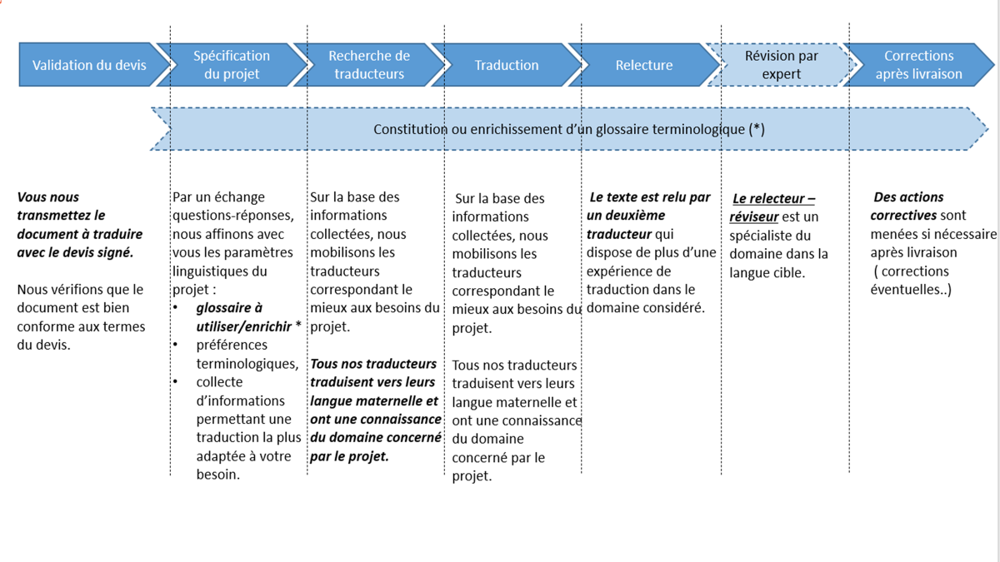 Validation du devis
Spécification
du projet
Recherche de
traducteurs
Traduction
Relecture
Révision par
expert
Corrections
après livraison
Constitution ou enrichissement d'un glossaire terminologique (*)
Vous nous
transmettez le
document à traduire
avec le devis signé.
Nous vérifions que le
document est bien
conforme aux termes
du devis.
Par un échange
questions-réponses,
nous affinons avec
vous les paramètres
linguistiques du
projet :
• glossaire à
utiliser/enrichir *
• préférences
terminologiques,
• collecte
d'informations
permettant une
traduction la plus
adaptée à votre
besoin.
Sur la base des
informations
collectées, nous
mobilisons les
traducteurs
correspondant le
mieux aux besoins du
projet.
Tous nos traducteurs
traduisent vers leurs
langue maternelle et
ont une connaissance
du domaine concerné
par le projet.
Sur la base des
informations
collectées, nous
mobilisons les
traducteurs
correspondant le
mieux aux besoins du
projet.
Tous nos traducteurs
traduisent vers leurs
langue maternelle et
ont une connaissance
du domaine
concerné par le
projet.
Le texte est relu par
un deuxième
traducteur qui
dispose de plus d'une
expérience de
traduction dans le
domaine considéré.
Le relecteur –
réviseur est un
spécialiste du
domaine dans la
langue cible.
Des actions
correctives sont
menées si nécessaire
après livraison
( corrections
éventuelles..)